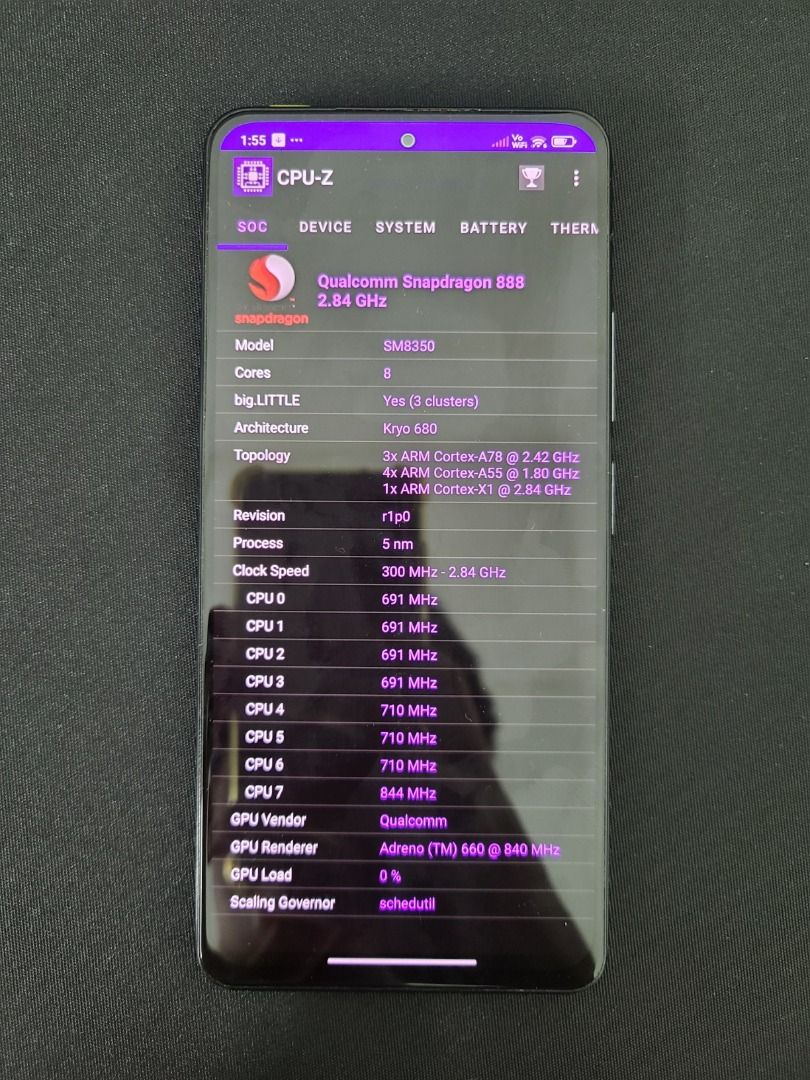 1:55 Vo WiFi 6
CPU-Z
SOC DEVICE SYSTEM BATTERY THERM
Qualcomm Snapdragon 888
2.84 GHz
snapdragon
Model SM8350
Cores 8
big.LITTLE Yes (3 clusters)
Architecture Kryo 680
Topology 3x ARM Cortex-A78 @ 2.42 GHz
4x ARM Cortex-A55 @ 1.80 GHz
1x ARM Cortex-X1 @ 2.84 GHz
Revision r1p0
Process 5 nm
Clock Speed 300 MHz - 2.84 GHz
CPU 0 691 MHz
CPU 1 691 MHz
CPU 2 691 MHz
CPU 3 691 MHz
CPU 4 710 MHz
CPU 5 710 MHz
CPU 6 710 MHz
CPU 7 844 MHz
GPU Vendor Qualcomm
GPU Renderer Adreno (TM) 660 @ 840 MHz
GPU Load 0 %
Scaling Governor schedutil